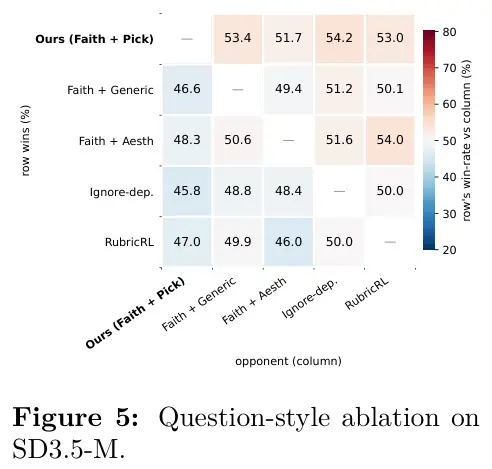 Ours (Faith + Pick) — 53.4 51.7 54.2 53.0
Faith + Generic 46.6 — 49.4 51.2 50.1
Faith + Aesth 48.3 50.6 — 51.6 54.0
Ignore-dep. 45.8 48.8 48.4 — 50.0
RubricRL 47.0 49.9 46.0 50.0 —
row wins (%)
Ours (Faith + Pick) Faith + Generic Faith + Aesth Ignore-dep. RubricRL
opponent (column)
80
70
60
50
40
30
20
row's win-rate vs column (%)
Figure 5: Question-style ablation on
SD3.5-M.